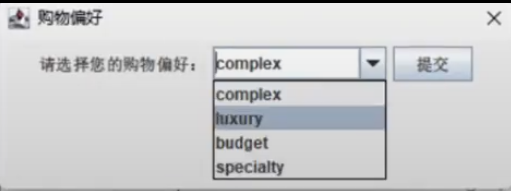 购物偏好
请选择您的购物偏好： complex 提交
complex
luxury
budget
specialty